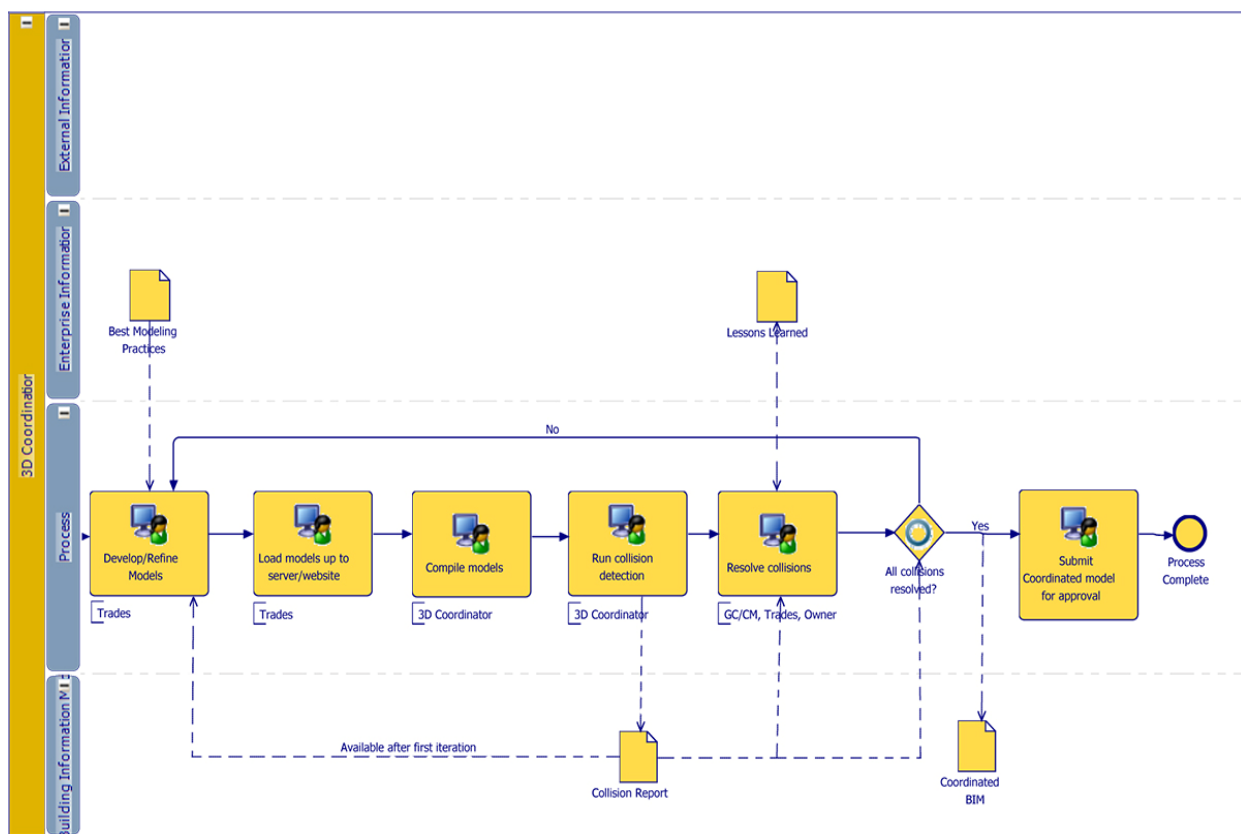 3D Coordination
External Information
Enterprise Information
Best Modeling
Practices
Lessons Learned
Process
No
Develop/Refine
Models
Trades
Load models up to
server/website
Trades
Compile models
3D Coordinator
Run collision
detection
3D Coordinator
Resolve collisions
GC/CM, Trades, Owner
All collisions
resolved?
Yes
Submit
Coordinated model
for approval
Process
Complete
Building Information M
Available after first iteration
Collision Report
Coordinated
BIM